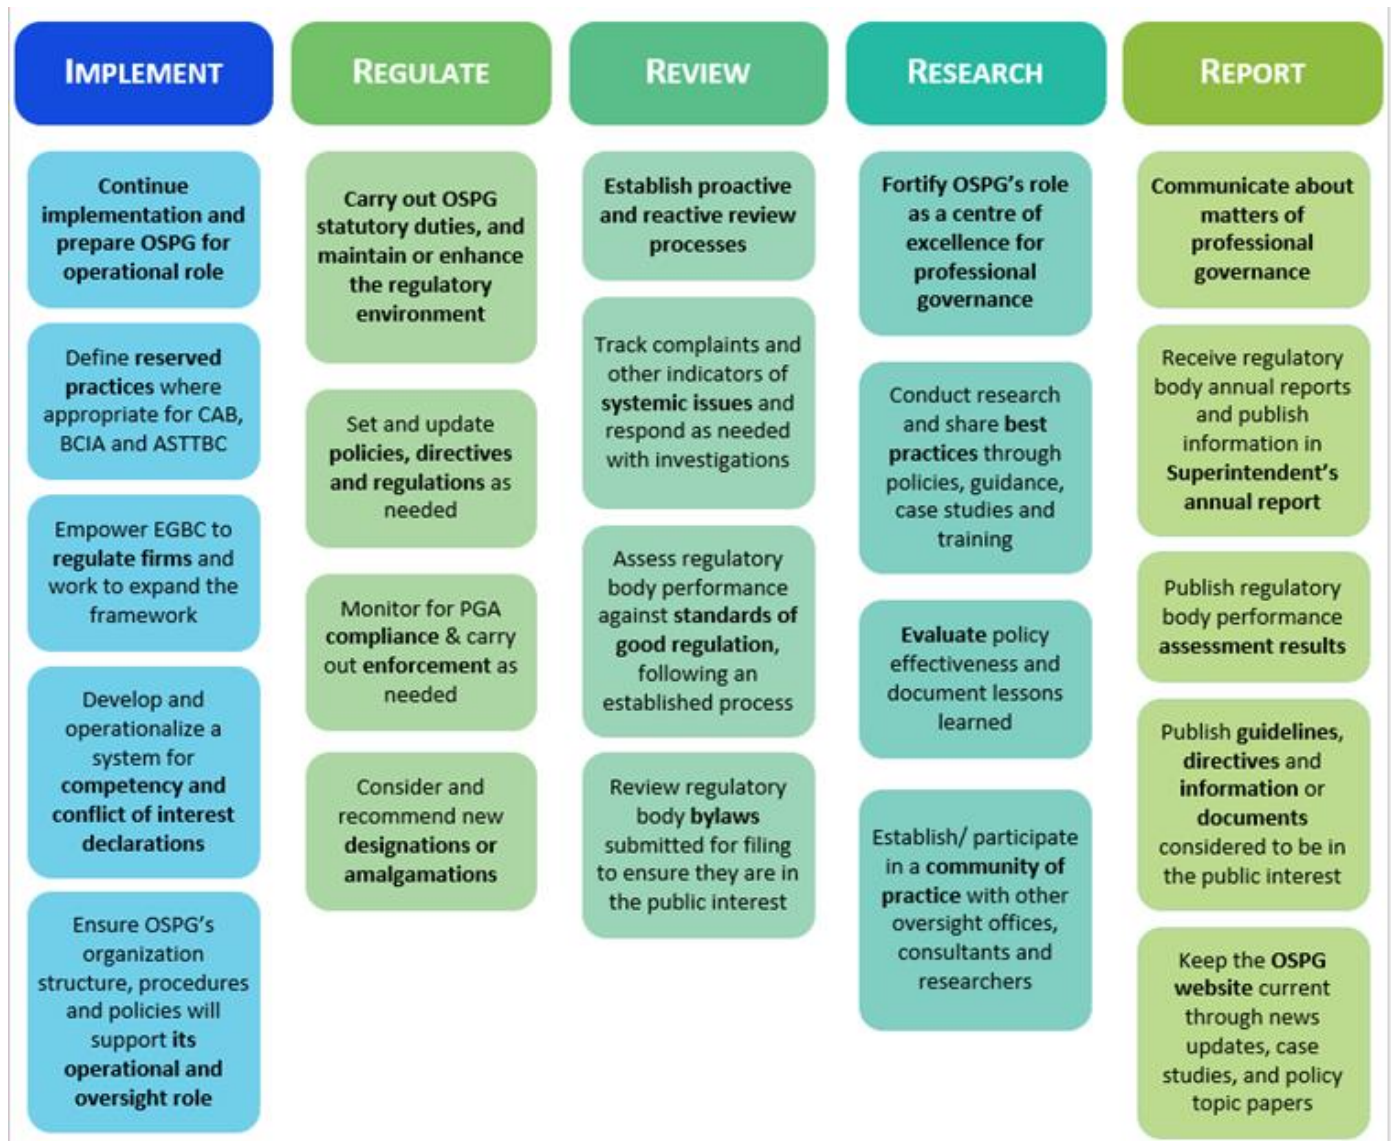 IMPLEMENT
Continue
implementation and
prepare OSPG for
operational role
Define reserved
practices where
appropriate for CAB,
BCIA and ASTTBC
Empower EGBC to
regulate firms and
work to expand the
framework
Develop and
operationalize a
system for
competency and
conflict of interest
declarations
Ensure OSPG's
organization
structure, procedures
and policies will
support its
operational and
oversight role
REGULATE
Carry out OSPG
statutory duties, and
maintain or enhance
the regulatory
environment
Set and update
policies, directives
and regulations as
needed
Monitor for PGA
compliance & carry
out enforcement as
needed
Consider and
recommend new
designations or
amalgamations
REVIEW
Establish proactive
and reactive review
processes
Track complaints and
other indicators of
systemic issues and
respond as needed
with investigations
Assess regulatory
body performance
against standards of
good regulation,
following an
established process
Review regulatory
body bylaws
submitted for filing
to ensure they are in
the public interest
RESEARCH
Fortify OSPG's role
as a centre of
excellence for
professional
governance
Conduct research
and share best
practices through
policies, guidance,
case studies and
training
Evaluate policy
effectiveness and
document lessons
learned
Establish/ participate
in a community of
practice with other
oversight offices,
consultants and
researchers
REPORT
Communicate about
matters of
professional
governance
Receive regulatory
body annual reports
and publish
information in
Superintendent's
annual report
Publish regulatory
body performance
assessment results
Publish guidelines,
directives and
information or
documents
considered to be in
the public interest
Keep the OSPG
website current
through news
updates, case
studies, and policy
topic papers